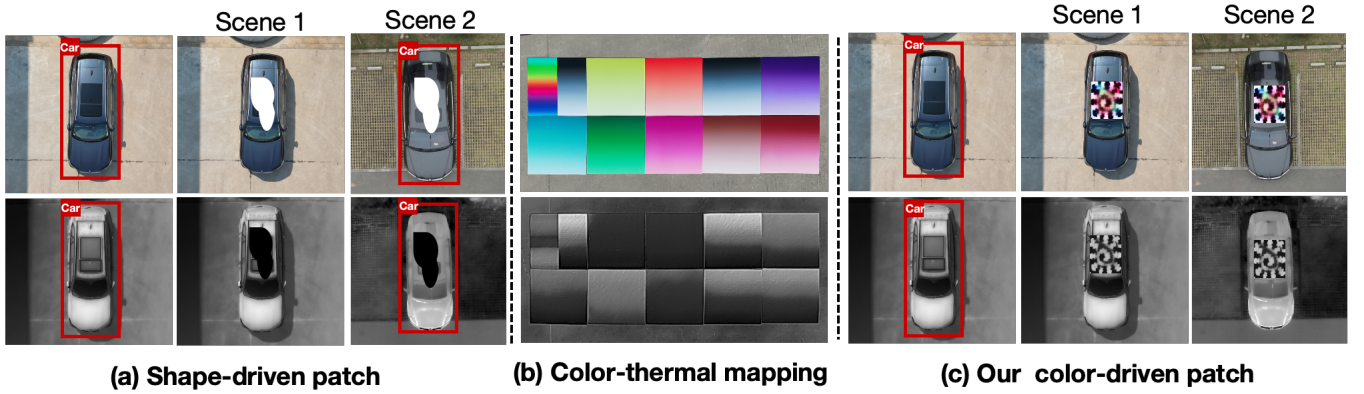 Scene 1
Scene 2
Scene 1
Scene 2
Car
Car
Car
Car
Car
Car
(a) Shape-driven patch
(b) Color-thermal mapping
(c) Our color-driven patch